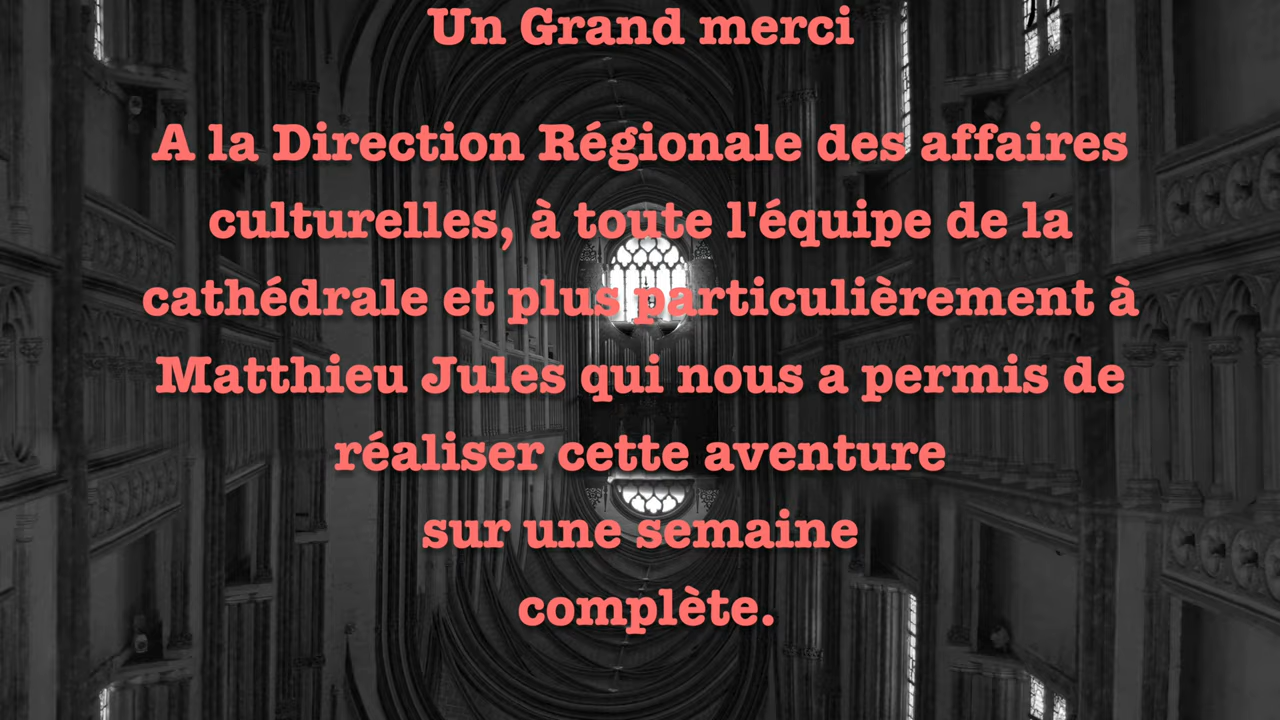 Un Grand merci
A la Direction Régionale des affaires
culturelles, à toute l'équipe de la
cathédrale et plus particulièrement à
Matthieu Jules qui nous a permis de
réaliser cette aventure
sur une semaine
complète.